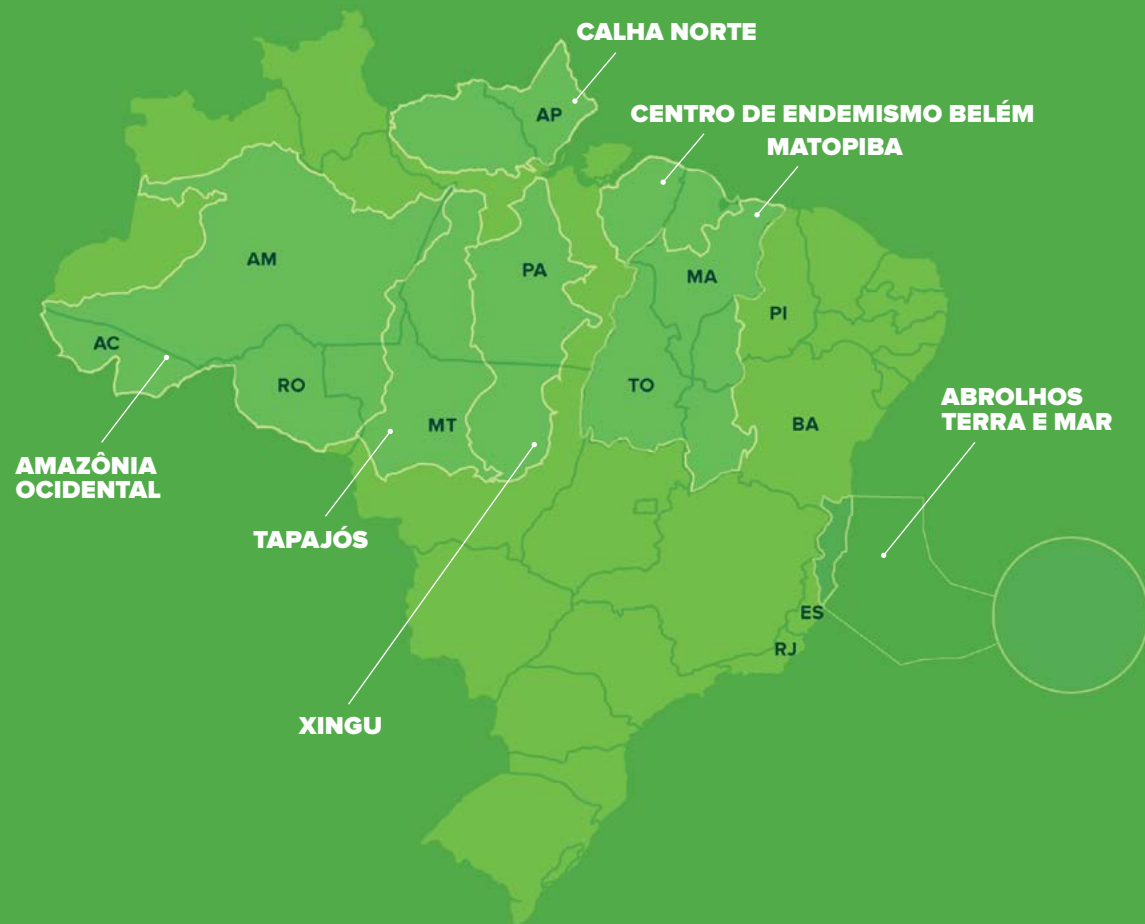 CALHA NORTE
AP
CENTRO DE ENDEMISMO BELÉM
MATOPIBA
AM
PA
MA
PI
AC
RO
TO
MT
BA
ABROLHOS
TERRA E MAR
AMAZÔNIA
OCIDENTAL
TAPAJÓS
ES
RJ
XINGU